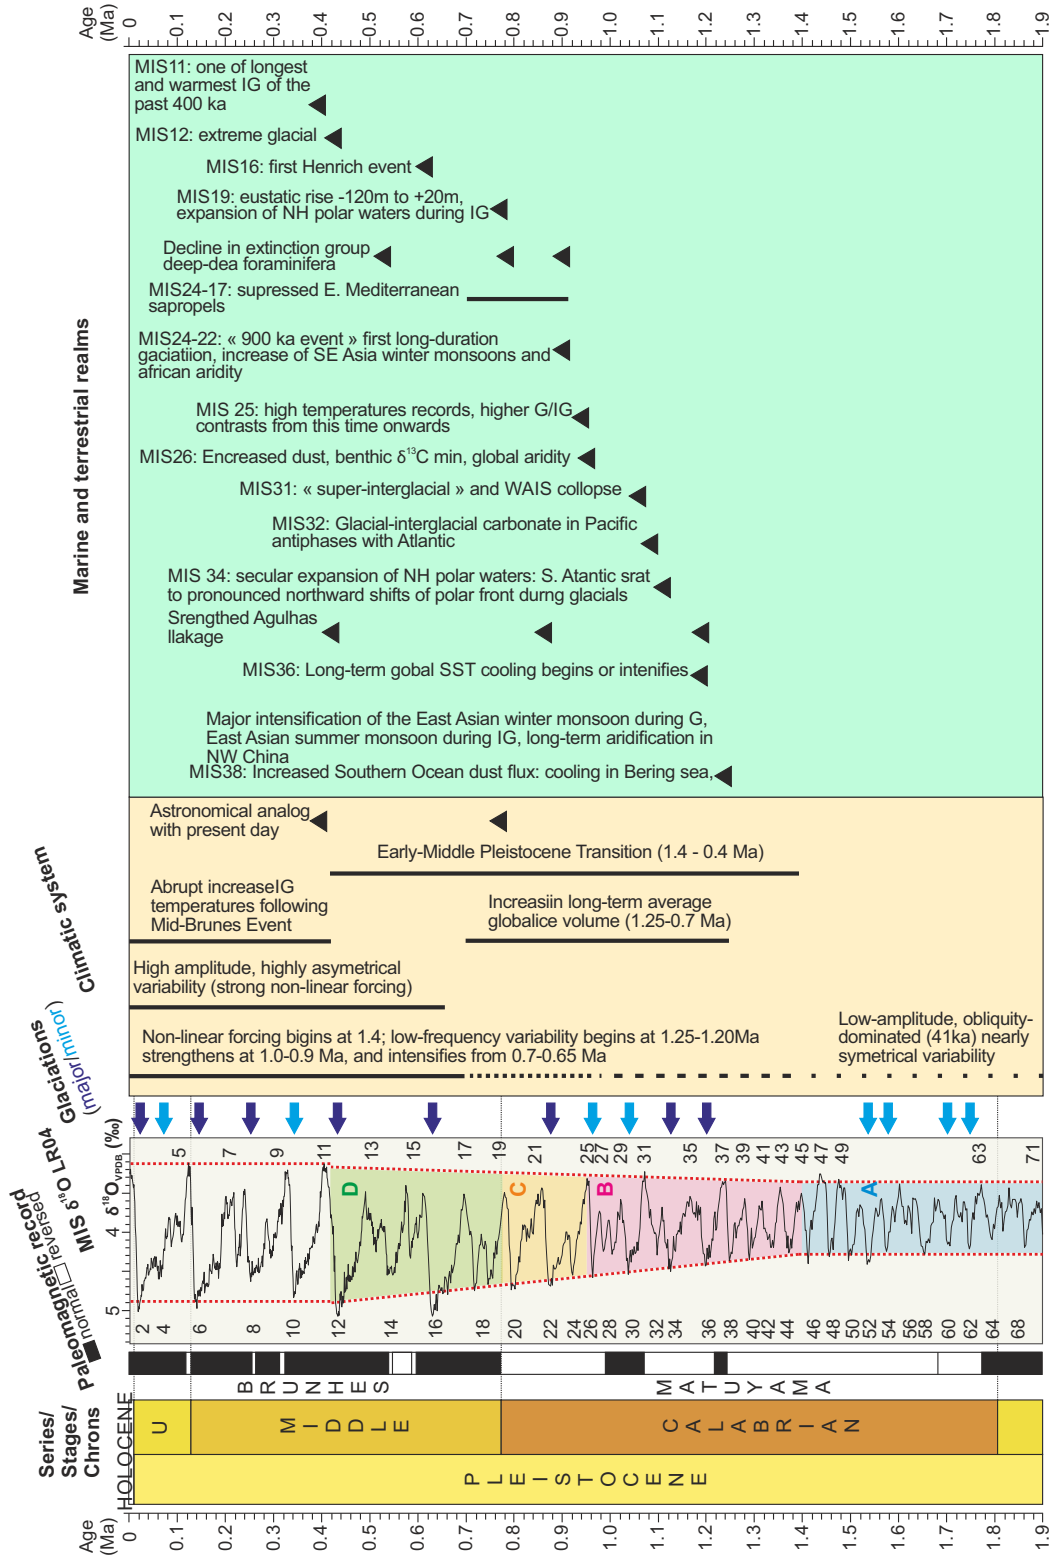 Age
(Ma)
0
0.1
0.2
0.3
0.4
0.5
0.6
0.7
0.8
0.9
1.0
1.1
1.2
1.3
1.4
1.5
1.6
1.7
1.8
1.9
Marine and terrestrial realms
MIS11: one of longest
and warmest IG of the
past 400 ka
MIS12: extreme glacial
MIS16: first Henrich event
MIS19: eustatic rise -120m to +20m,
expansion of NH polar waters during IG
Decline in extinction group
deep-dea foraminifera
MIS24-17: supressed E. Mediterranean
sapropels
MIS24-22: « 900 ka event » first long-duration
gaciatiion, increase of SE Asia winter monsoons and
african aridity
MIS 25: high temperatures records, higher G/IG
contrasts from this time onwards
MIS26: Encreased dust, benthic δ¹³C min, global aridity
MIS31: « super-interglacial » and WAIS collopse
MIS32: Glacial-interglacial carbonate in Pacific
antiphases with Atlantic
MIS 34: secular expansion of NH polar waters: S. Atantic srat
to pronounced northward shifts of polar front durng glacials
Srengthed Agulhas
llakage
MIS36: Long-term gobal SST cooling begins or intenifies
Major intensification of the East Asian winter monsoon during G,
East Asian summer monsoon during IG, long-term aridification in
NW China
MIS38: Increased Southern Ocean dust flux: cooling in Bering sea,
Climatic system
Astronomical analog
with present day
Early-Middle Pleistocene Transition (1.4 - 0.4 Ma)
Abrupt increaseIG
temperatures following
Mid-Brunes Event
Increasiin long-term average
globalice volume (1.25-0.7 Ma)
High amplitude, highly asymetrical
variability (strong non-linear forcing)
Non-linear forcing bigins at 1.4; low-frequency variability begins at 1.25-1.20Ma
strengthens at 1.0-0.9 Ma, and intensifies from 0.7-0.65 Ma
Low-amplitude, obliquity-
dominated (41ka) nearly
symetrical variability
Glaciations
(major/minor)
MIS δ¹⁸O LR04
δ¹⁸O VPDB (‰)
4
5
5
7
9
11
13
15
17
19
21
25
27
29
31
35
37
39
41
43
45
47
49
63
71
D
C
B
A
2
4
6
8
10
12
14
16
18
20
22
24
26
28
30
32
34
36
38
40
42
44
46
48
50
52
54
56
58
60
62
64
68
Paleomagnetic record
normal reversed
BRUNHES
MATUYAMA
Series/
Stages/
Chrons
HOLOCENE
U
MIDDLE
CALABRIAN
PLEISTOCENE
Age
(Ma)
0
0.1
0.2
0.3
0.4
0.5
0.6
0.7
0.8
0.9
1.0
1.1
1.2
1.3
1.4
1.5
1.6
1.7
1.8
1.9